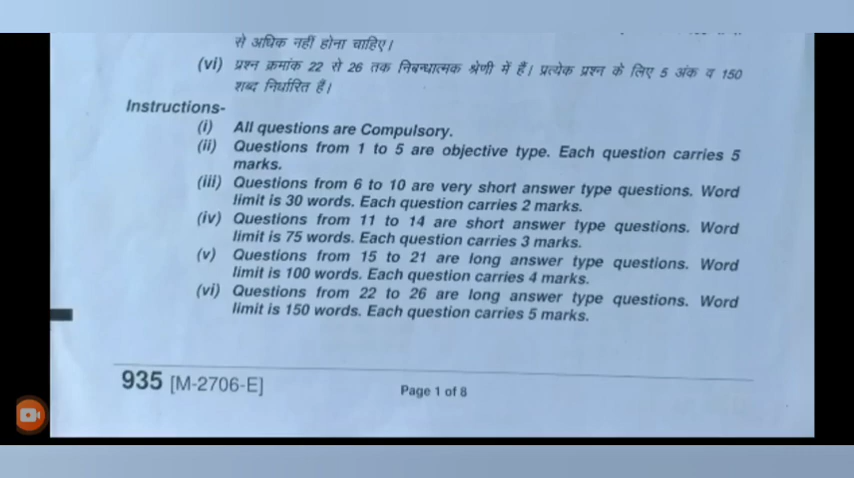 से अधिक नहीं होना चाहिए।
(vi) प्रश्न क्रमांक 22 से 26 तक निबन्धात्मक श्रेणी में हैं। प्रत्येक प्रश्न के लिए 5 अंक व 150
शब्द निर्धारित हैं।
Instructions-
(i) All questions are Compulsory.
(ii) Questions from 1 to 5 are objective type. Each question carries 5
marks.
(iii) Questions from 6 to 10 are very short answer type questions. Word
limit is 30 words. Each question carries 2 marks.
(iv) Questions from 11 to 14 are short answer type questions. Word
limit is 75 words. Each question carries 3 marks.
(v) Questions from 15 to 21 are long answer type questions. Word
limit is 100 words. Each question carries 4 marks.
(vi) Questions from 22 to 26 are long answer type questions. Word
limit is 150 words. Each question carries 5 marks.
935 [M-2706-E]
Page 1 of 8